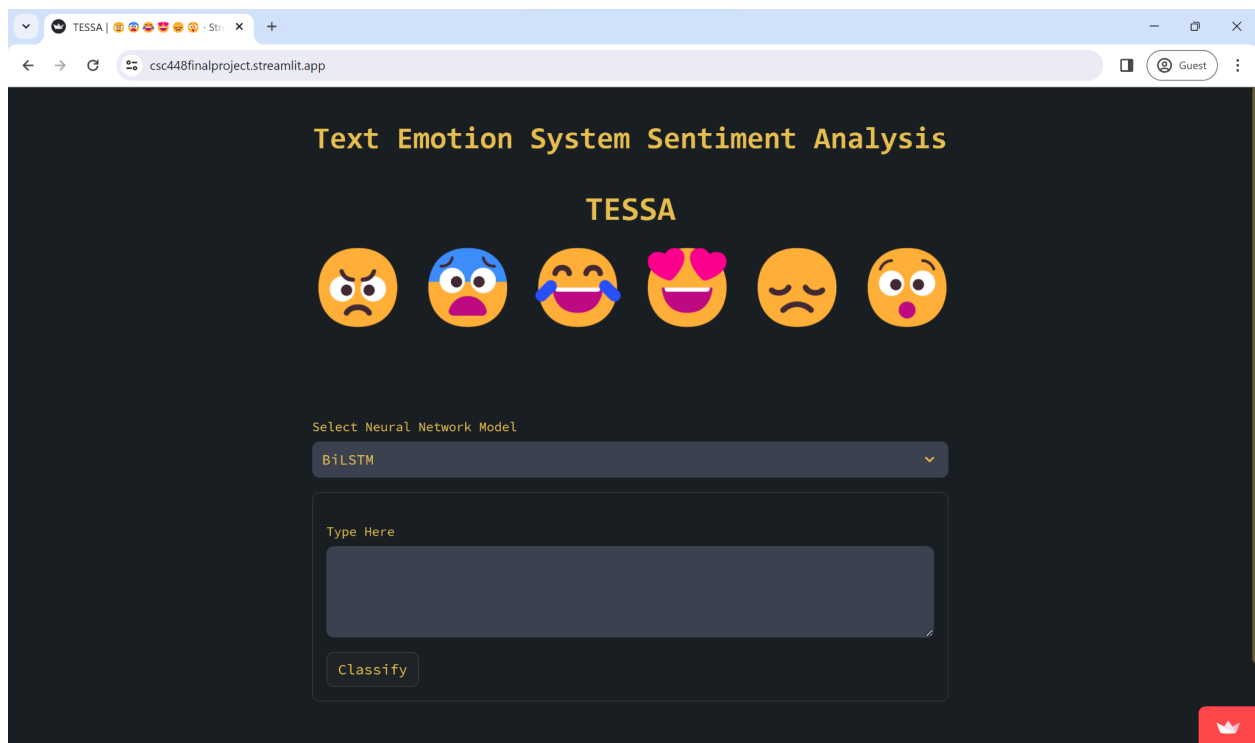 TESSA | 😠 😨 😂 😍 😞 😲 · Str
csc448finalproject.streamlit.app
Guest
Text Emotion System Sentiment Analysis
TESSA
Select Neural Network Model
BiLSTM
Type Here
Classify